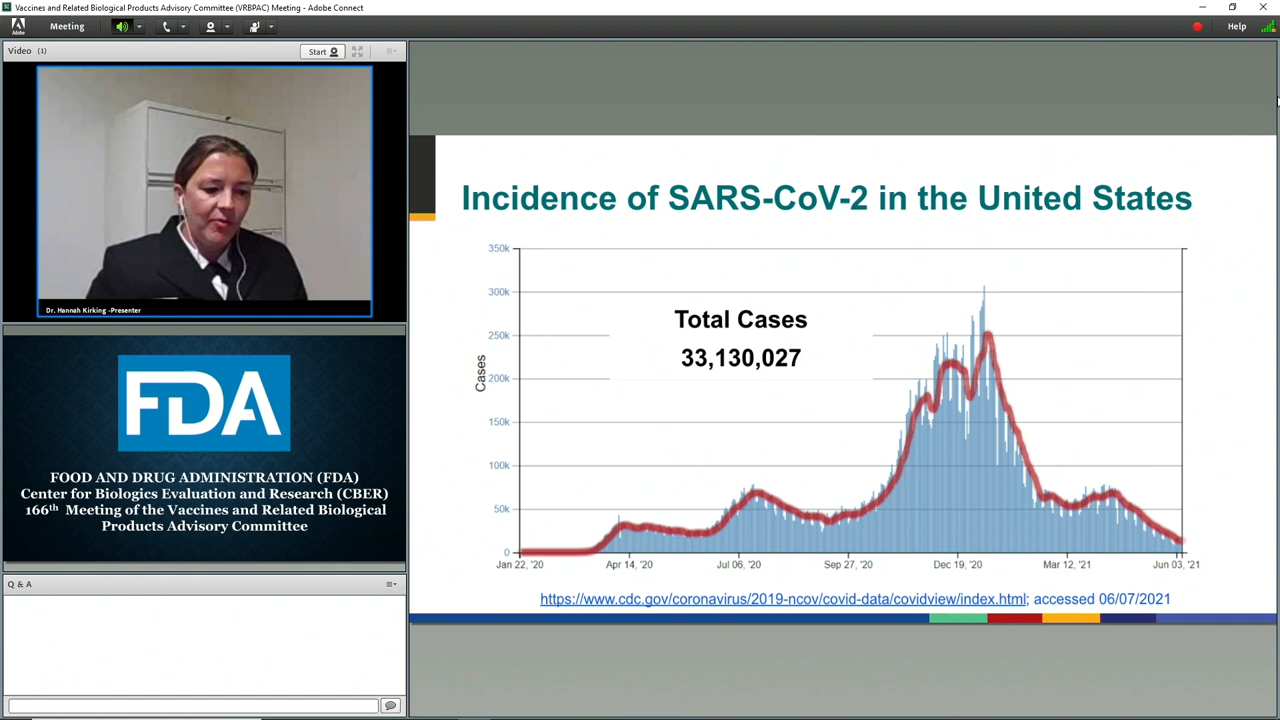 Vaccines and Related Biological Products Advisory Committee (VRBPAC) Meeting - Adobe Connect
Adobe
Meeting
Help
Video (1)
Start
Dr. Hannah Kirking -Presenter
FDA
FOOD AND DRUG ADMINISTRATION (FDA)
Center for Biologics Evaluation and Research (CBER)
166th Meeting of the Vaccines and Related Biological
Products Advisory Committee
Q & A
Incidence of SARS-CoV-2 in the United States
350k
300k
250k
200k
150k
100k
50k
0
Cases
Total Cases
33,130,027
Jan 22, '20
Apr 14, '20
Jul 06, '20
Sep 27, '20
Dec 19, '20
Mar 12, '21
Jun 03, '21
https://www.cdc.gov/coronavirus/2019-ncov/covid-data/covidview/index.html; accessed 06/07/2021